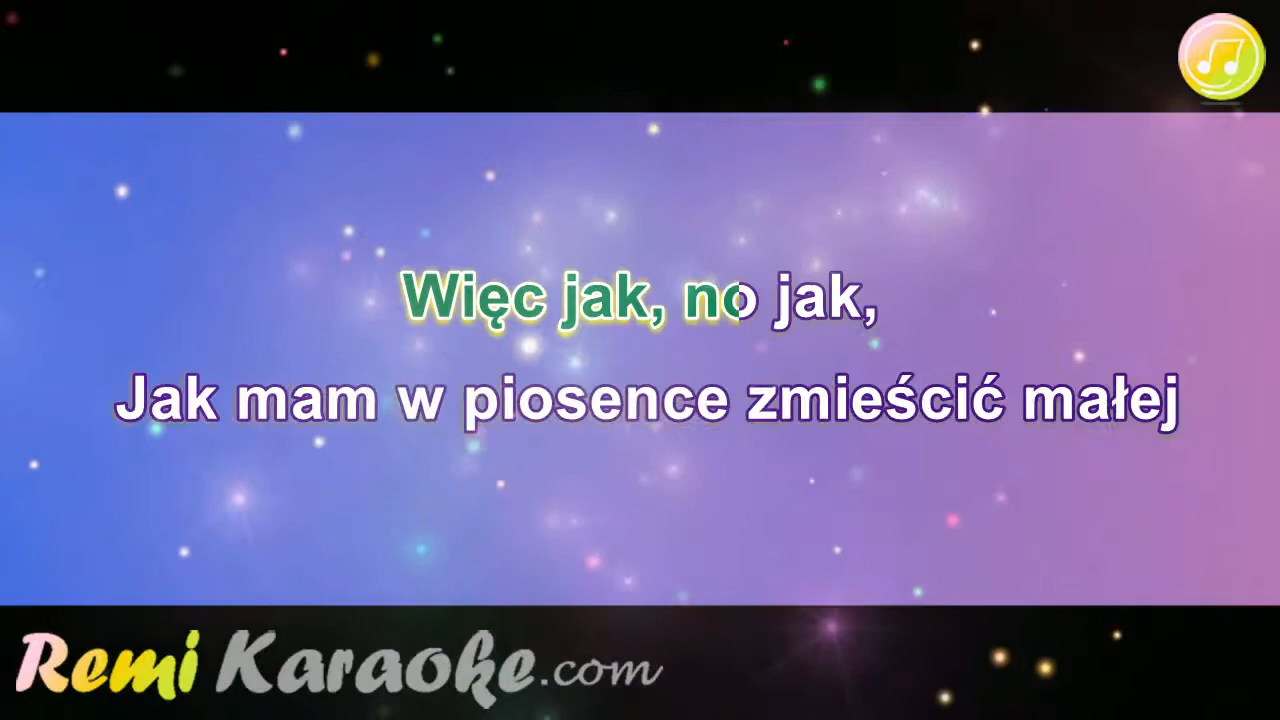 Więc jak, no jak,
Jak mam w piosence zmieścić małej
Remi Karaoke.com